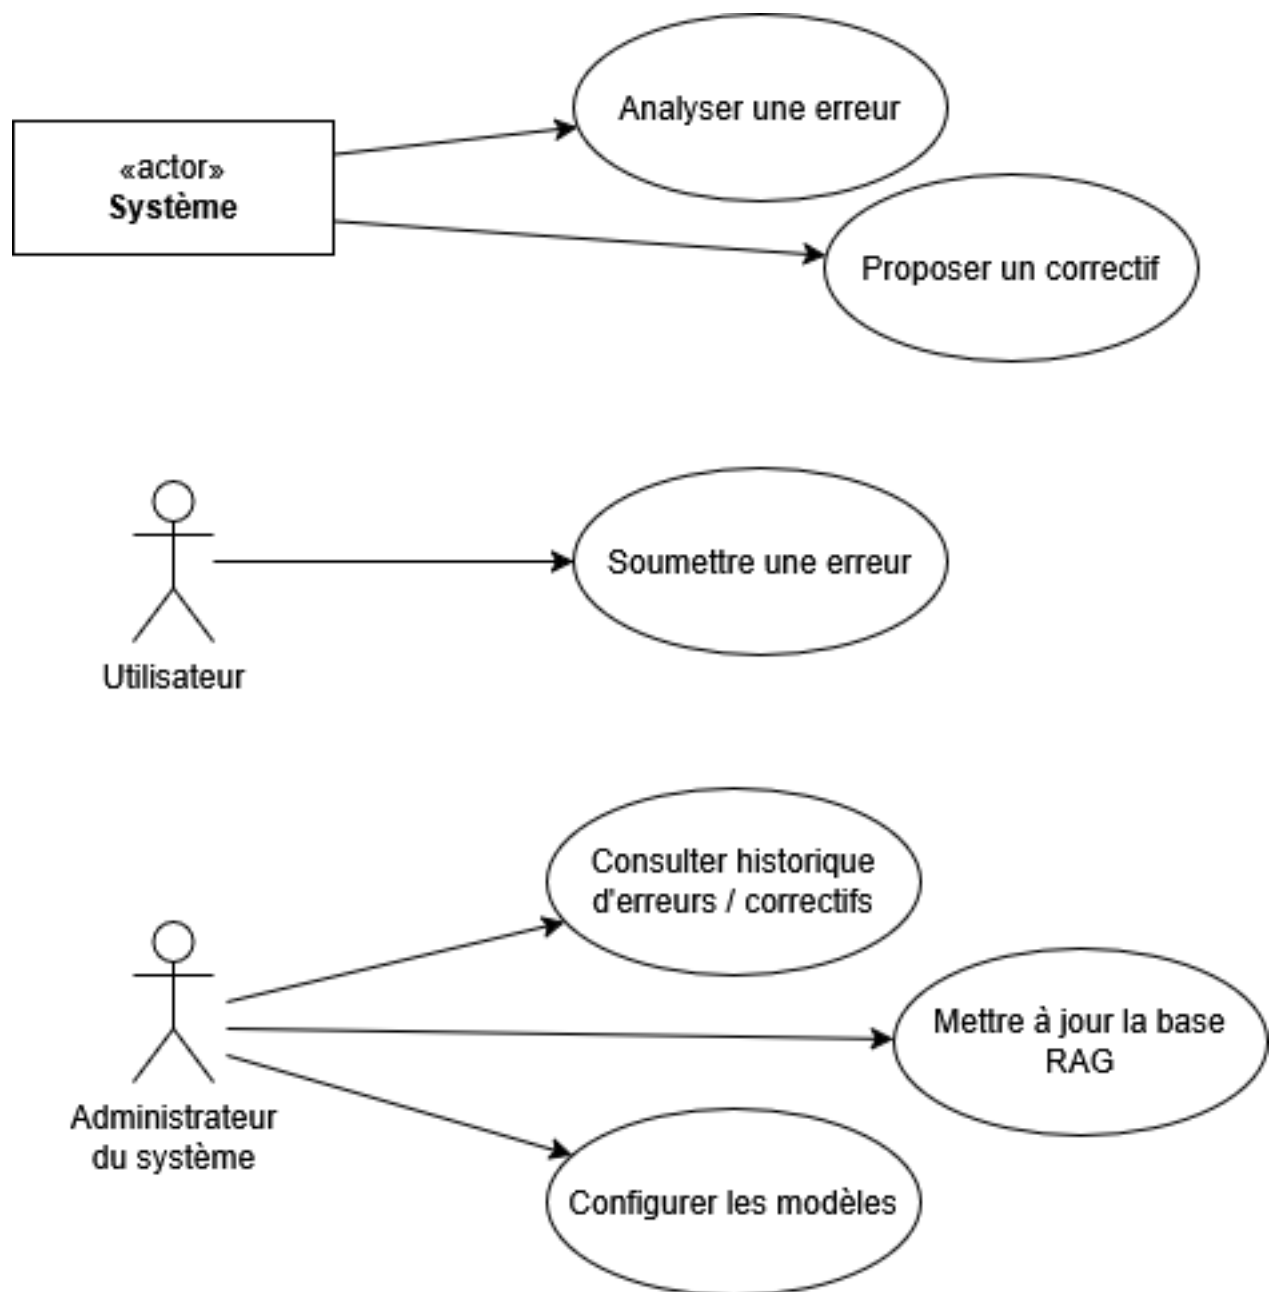 Analyser une erreur
«actor»
Système
Proposer un correctif
Soumettre une erreur
Utilisateur
Consulter historique
d'erreurs / correctifs
Mettre à jour la base
RAG
Administrateur
du système
Configurer les modèles